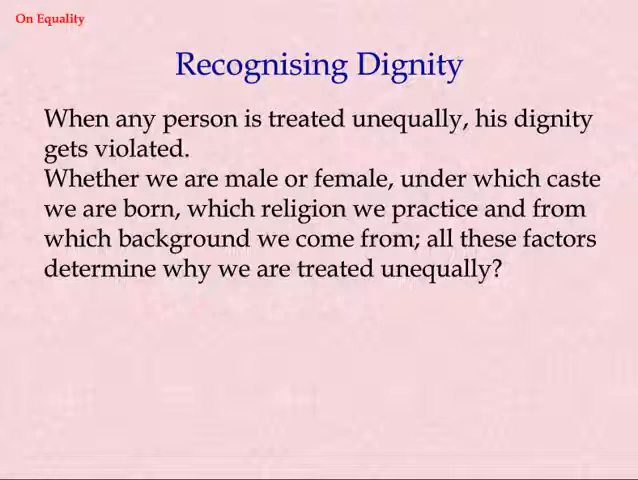 On Equality
Recognising Dignity
When any person is treated unequally, his dignity
gets violated.
Whether we are male or female, under which caste
we are born, which religion we practice and from
which background we come from; all these factors
determine why we are treated unequally?